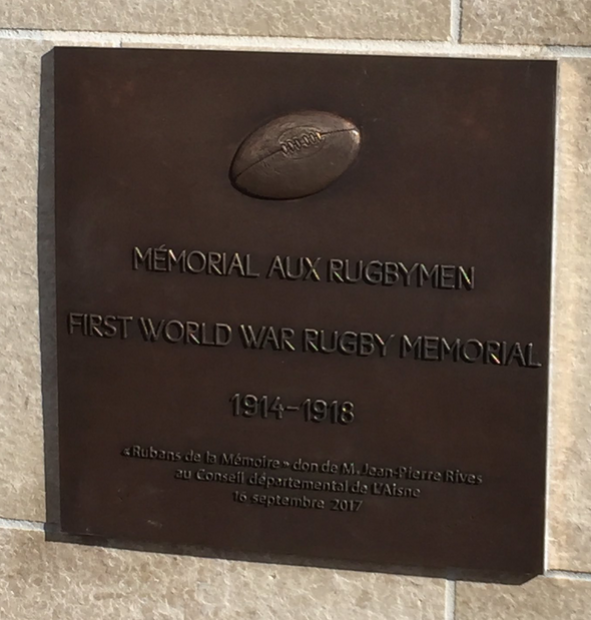 MÉMORIAL AUX RUGBYMEN
FIRST WORLD WAR RUGBY MEMORIAL
1914-1918
«Rubans de la Mémoire» don de M. Jean-Pierre Rives
au Conseil départemental de L'Aisne
16 septembre 2017